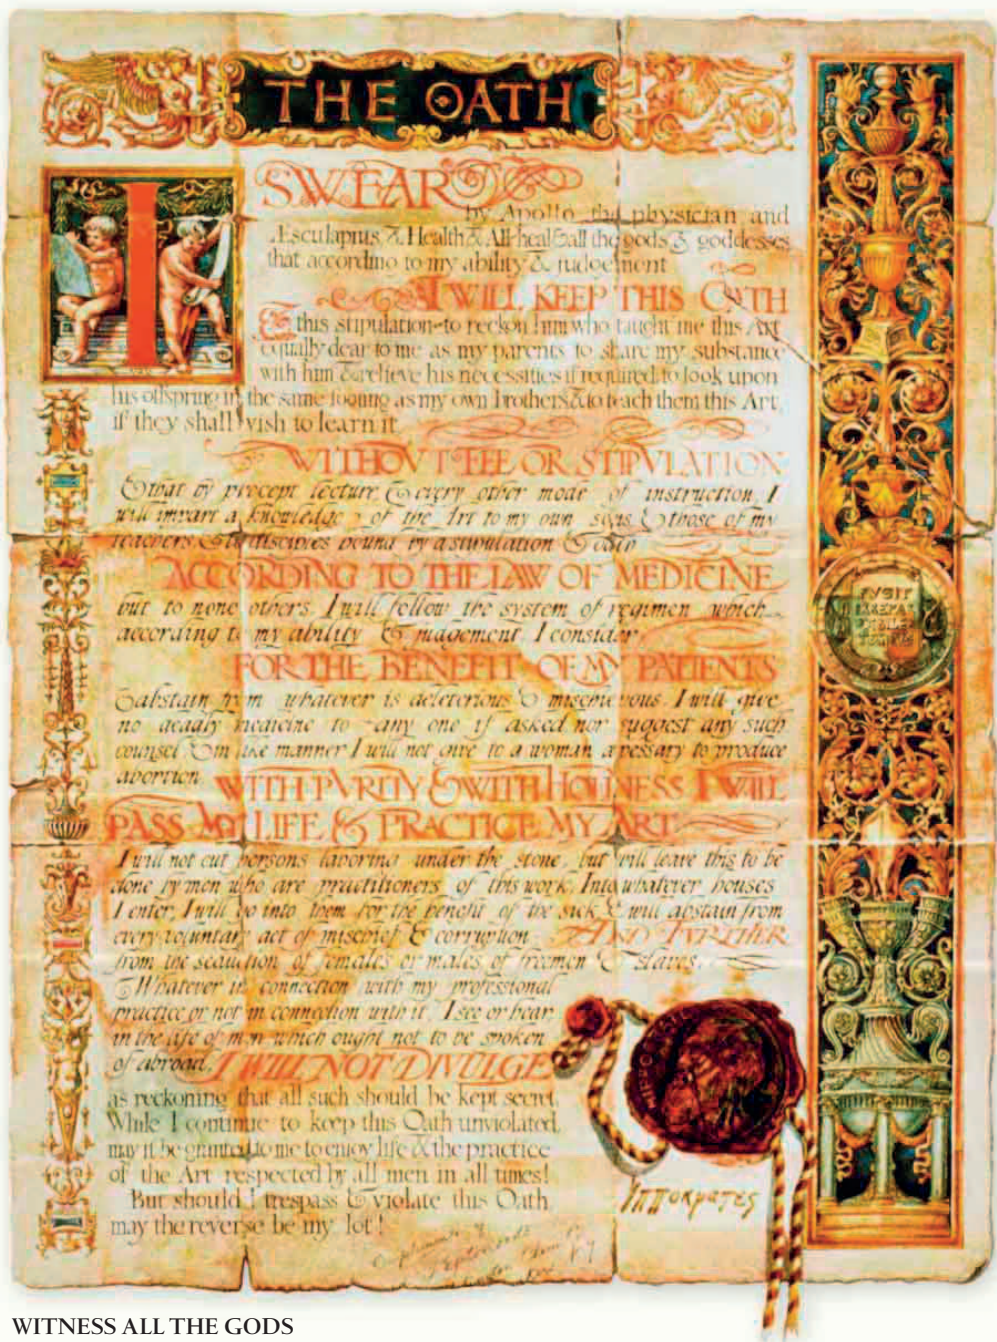 THE OATH
I
SWEAR
by Apollo the physician and
Æsculapius & Health & All-heal & all the gods & goddesses
that according to my ability & judgement
I WILL KEEP THIS OATH
& this stipulation-to reckon him who taught me this Art
equally dear to me as my parents to share my substance
with him & relieve his necessities if required, to look upon
his offspring in the same footing as my own brothers & to teach them this Art,
if they shall wish to learn it
WITHOVT FEE OR STIPVLATION
& that by precept lecture, & every other mode of instruction, I
will impart a knowledge of the Art to my own sons, & those of my
teachers, & to disciples bound by a stipulation & oath
ACCORDING TO THE LAW OF MEDICINE
but to none others. I will follow the system of regimen which
according to my ability & judgement, I consider
FOR THE BENEFIT OF MY PATIENTS
& abstain from whatever is deleterious & mischievous. I will give
no deadly medicine to any one if asked nor suggest any such
counsel & in like manner I will not give to a woman a pessary to produce
abortion.
WITH PVRITY & WITH HOLINESS I WILL
PASS MY LIFE & PRACTICE MY ART
I will not cut persons laboring under the stone, but will leave this to be
done by men who are practitioners of this work. Into whatever houses
I enter, I will go into them for the benefit of the sick & will abstain from
every voluntary act of mischief & corruption AND FVRTHER
from the seduction of females or males of freemen & slaves.
& Whatever in connection with my professional
practice or not in connection with it, I see or hear
in the life of men which ought not to be spoken
of abroad, I WILL NOT DIVULGE
as reckoning that all such should be kept secret.
While I continue to keep this Oath unviolated,
may it be granted to me to enjoy life & the practice
of the Art respected by all men in all times!
But should I trespass & violate this Oath,
may the reverse be my lot!
Ιπποκρατες
WITNESS ALL THE GODS